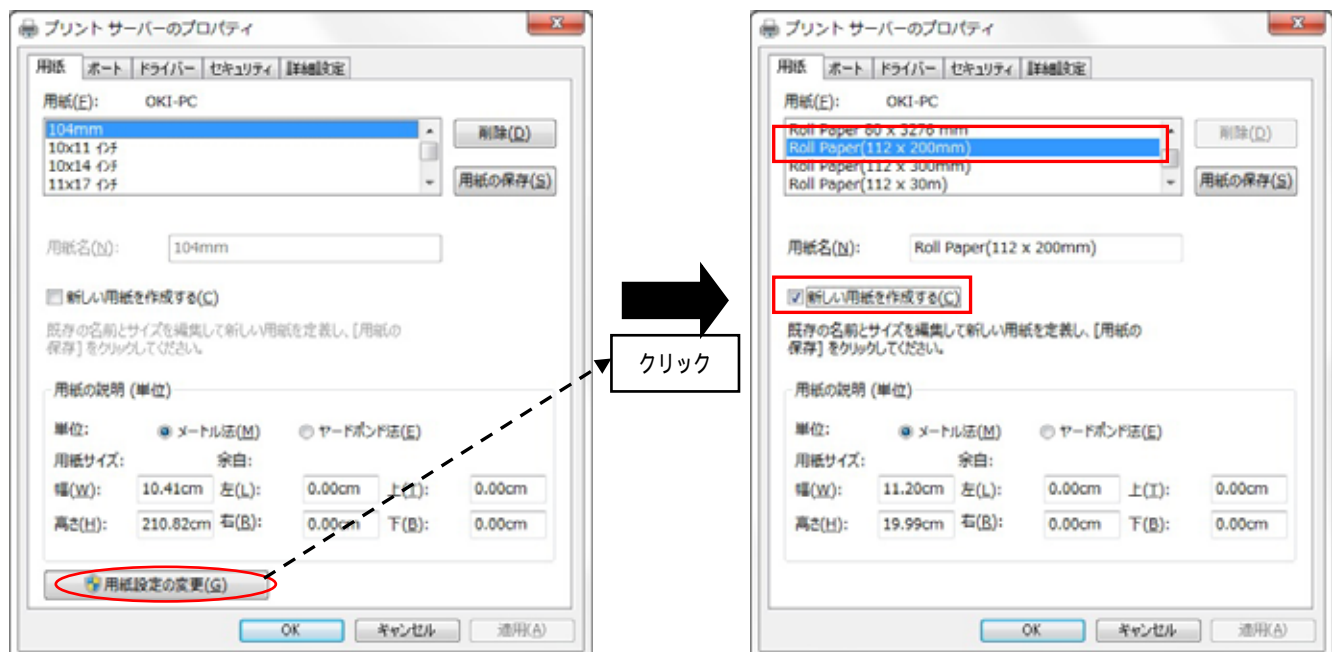 プリント サーバーのプロパティ
用紙 ポート ドライバー セキュリティ 詳細設定
用紙(F): OKI-PC
104mm
10x11 インチ
10x14 インチ
11x17 インチ
削除(D)
用紙の保存(S)
用紙名(N): 104mm
新しい用紙を作成する(C)
既存の名前とサイズを編集して新しい用紙を定義し、[用紙の
保存] をクリックしてください。
用紙の説明 (単位)
単位: メートル法(M) ヤードポンド法(E)
用紙サイズ: 余白:
幅(W): 10.41cm 左(L): 0.00cm 上(T): 0.00cm
高さ(H): 210.82cm 右(R): 0.00cm 下(B): 0.00cm
用紙設定の変更(G)
OK キャンセル 適用(A)
クリック
プリント サーバーのプロパティ
用紙 ポート ドライバー セキュリティ 詳細設定
用紙(F): OKI-PC
Roll Paper 80 x 3276 mm
Roll Paper(112 x 200mm)
Roll Paper(112 x 300mm)
Roll Paper(112 x 30m)
削除(D)
用紙の保存(S)
用紙名(N): Roll Paper(112 x 200mm)
新しい用紙を作成する(C)
既存の名前とサイズを編集して新しい用紙を定義し、[用紙の
保存] をクリックしてください。
用紙の説明 (単位)
単位: メートル法(M) ヤードポンド法(E)
用紙サイズ: 余白:
幅(W): 11.20cm 左(L): 0.00cm 上(T): 0.00cm
高さ(H): 19.99cm 右(R): 0.00cm 下(B): 0.00cm
OK キャンセル 適用(A)